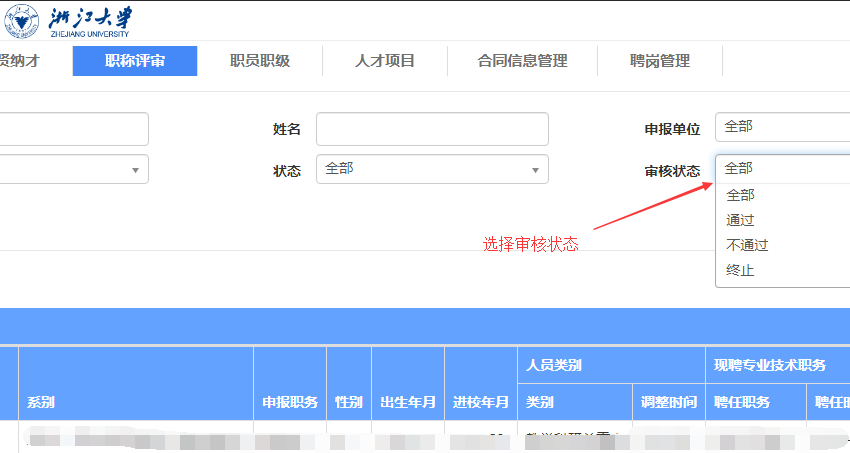 浙江大学
ZHEJIANG UNIVERSITY
贤纳才 职称评审 职员职级 人才项目 合同信息管理 聘岗管理
姓名 申报单位 全部
状态 全部 审核状态 全部
全部
通过
选择审核状态 不通过
终止
人员类别 现聘专业技术职务
系别 申报职务 性别 出生年月 进校年月 类别 调整时间 聘任职务 聘任